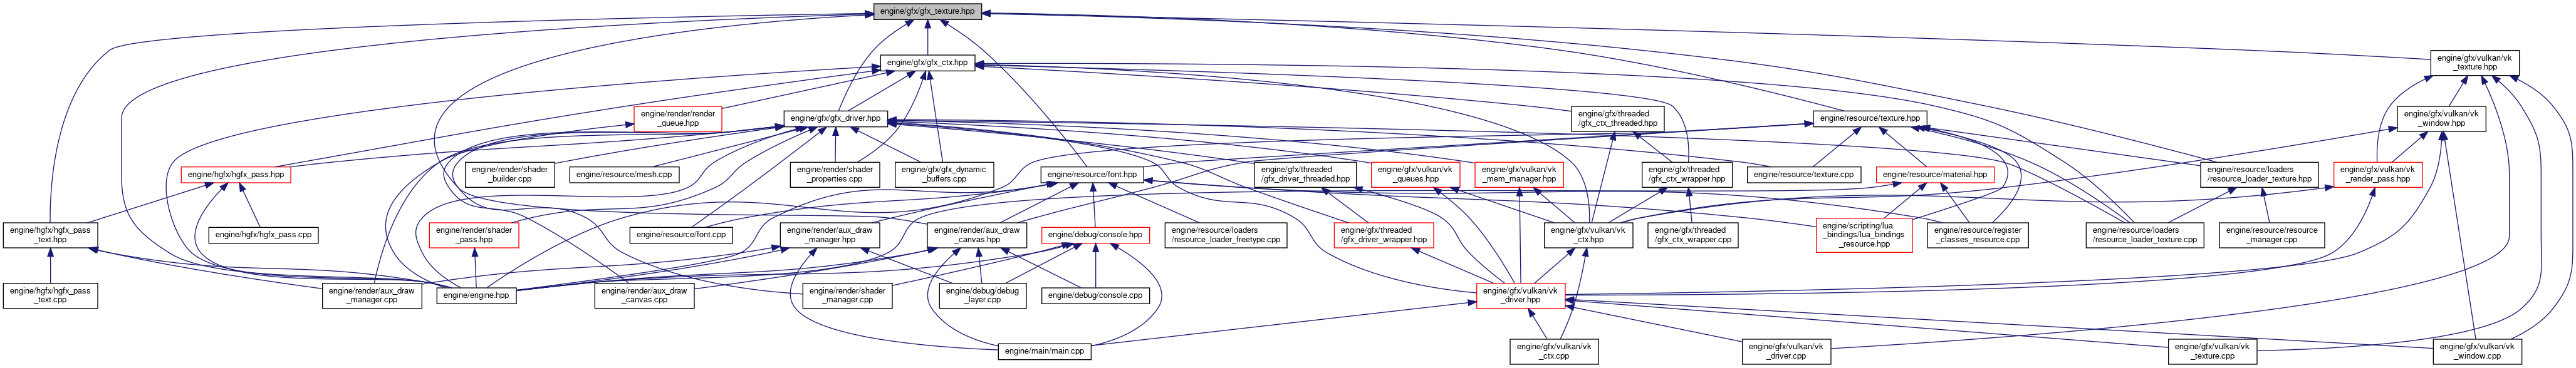 engine/gfx/gfx_texture.hpp
engine/gfx/gfx_ctx.hpp
engine/gfx/vulkan/vk
_texture.hpp
engine/render/render
_queue.hpp
engine/gfx/gfx_driver.hpp
engine/gfx/threaded
/gfx_ctx_threaded.hpp
engine/resource/texture.hpp
engine/gfx/vulkan/vk
_window.hpp
engine/hgfx/hgfx_pass.hpp
engine/render/shader
_builder.cpp
engine/resource/mesh.cpp
engine/render/shader
_properties.cpp
engine/gfx/gfx_dynamic
_buffers.cpp
engine/resource/font.hpp
engine/gfx/threaded
/gfx_driver_threaded.hpp
engine/gfx/vulkan/vk
_queues.hpp
engine/gfx/vulkan/vk
_mem_manager.hpp
engine/gfx/threaded
/gfx_ctx_wrapper.hpp
engine/resource/texture.cpp
engine/resource/material.hpp
engine/resource/loaders
/resource_loader_texture.hpp
engine/gfx/vulkan/vk
_render_pass.hpp
engine/hgfx/hgfx_pass
_text.hpp
engine/hgfx/hgfx_pass.cpp
engine/render/shader
_pass.hpp
engine/resource/font.cpp
engine/render/aux_draw
_manager.hpp
engine/render/aux_draw
_canvas.hpp
engine/debug/console.hpp
engine/resource/loaders
/resource_loader_freetype.cpp
engine/gfx/threaded
/gfx_driver_wrapper.hpp
engine/gfx/vulkan/vk
_ctx.hpp
engine/gfx/threaded
/gfx_ctx_wrapper.cpp
engine/scripting/lua
_bindings/lua_bindings
_resource.hpp
engine/resource/register
_classes_resource.cpp
engine/resource/loaders
/resource_loader_texture.cpp
engine/resource/resource
_manager.cpp
engine/hgfx/hgfx_pass
_text.cpp
engine/render/aux_draw
_manager.cpp
engine/engine.hpp
engine/render/aux_draw
_canvas.cpp
engine/render/shader
_manager.cpp
engine/debug/debug
_layer.cpp
engine/debug/console.cpp
engine/gfx/vulkan/vk
_driver.hpp
engine/main/main.cpp
engine/gfx/vulkan/vk
_ctx.cpp
engine/gfx/vulkan/vk
_driver.cpp
engine/gfx/vulkan/vk
_texture.cpp
engine/gfx/vulkan/vk
_window.cpp